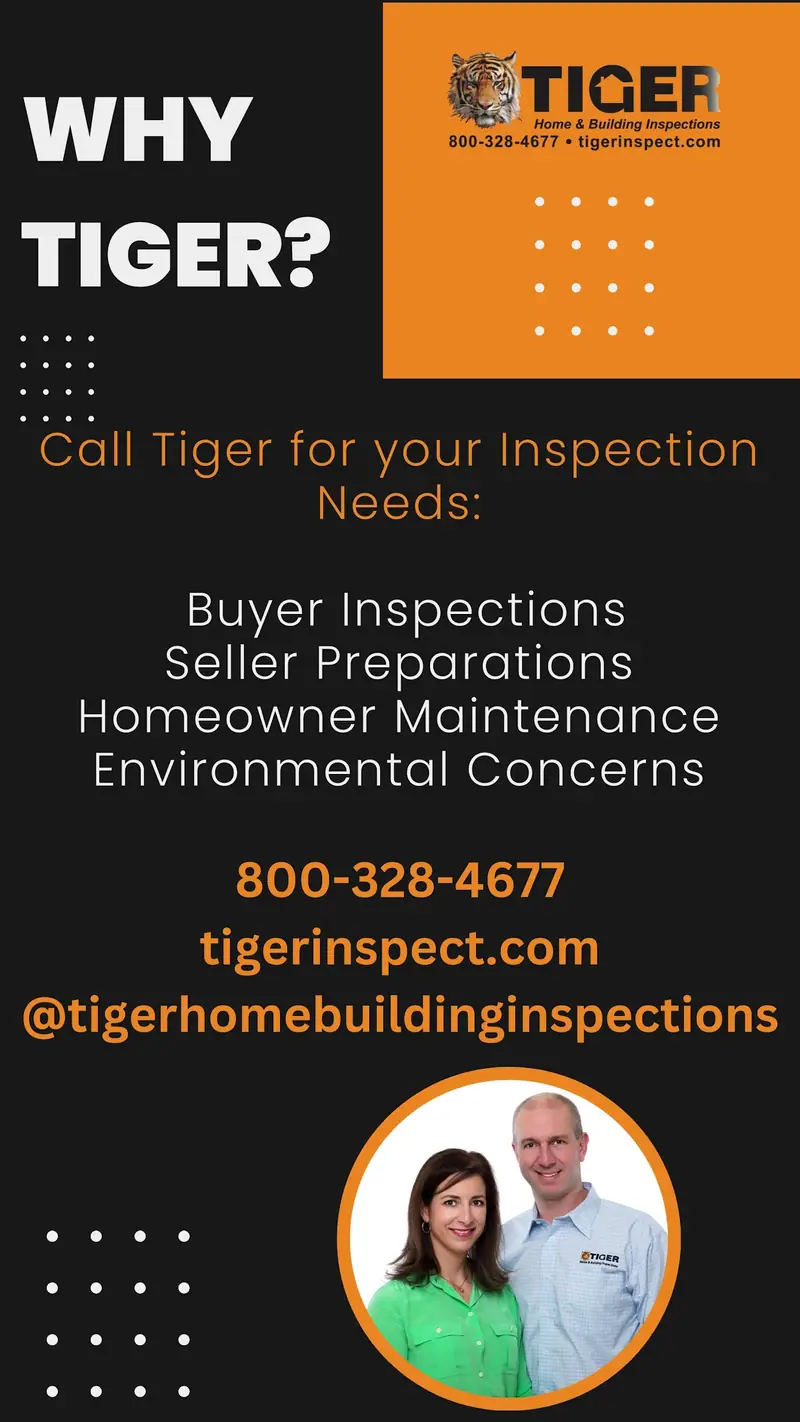 WHY
TIGER?
TIGER
Home & Building Inspections
800-328-4677 • tigerinspect.com
Call Tiger for your Inspection
Needs:
Buyer Inspections
Seller Preparations
Homeowner Maintenance
Environmental Concerns
800-328-4677
tigerinspect.com
@tigerhomebuildinginspections
TIGER